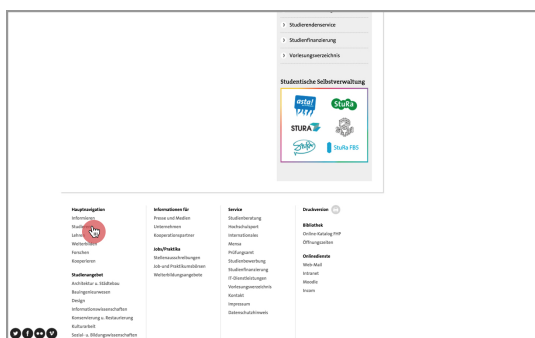 Studierendenservice
Studienfinanzierung
Vorlesungsverzeichnis
Studentische Selbstverwaltung
asta!
StuRa
STURA
StuRa FB5
Hauptnavigation
Informieren
Weiterbilden
Forschen
Kooperieren
Studienangebot
Architektur u. Städtebau
Bauingenieurwesen
Design
Informationswissenschaften
Konservierung u. Restaurierung
Kulturarbeit
Sozial- u. Bildungswissenschaften
Informationen für
Presse und Medien
Unternehmen
Kooperationspartner
Jobs/Praktika
Stellenausschreibungen
Job-und Praktikumsbörsen
Weiterbildungsangebote
Service
Studienberatung
Hochschulsport
Internationales
Mensa
Prüfungsamt
Studienbewerbung
Studienfinanzierung
IT-Dienstleistungen
Vorlesungsverzeichnis
Kontakt
Impressum
Datenschutzhinweis
Druckversion
Bibliothek
Online-Katalog FHP
Öffnungszeiten
Onlinedienste
Web-Mail
Intranet
Moodle
Incom